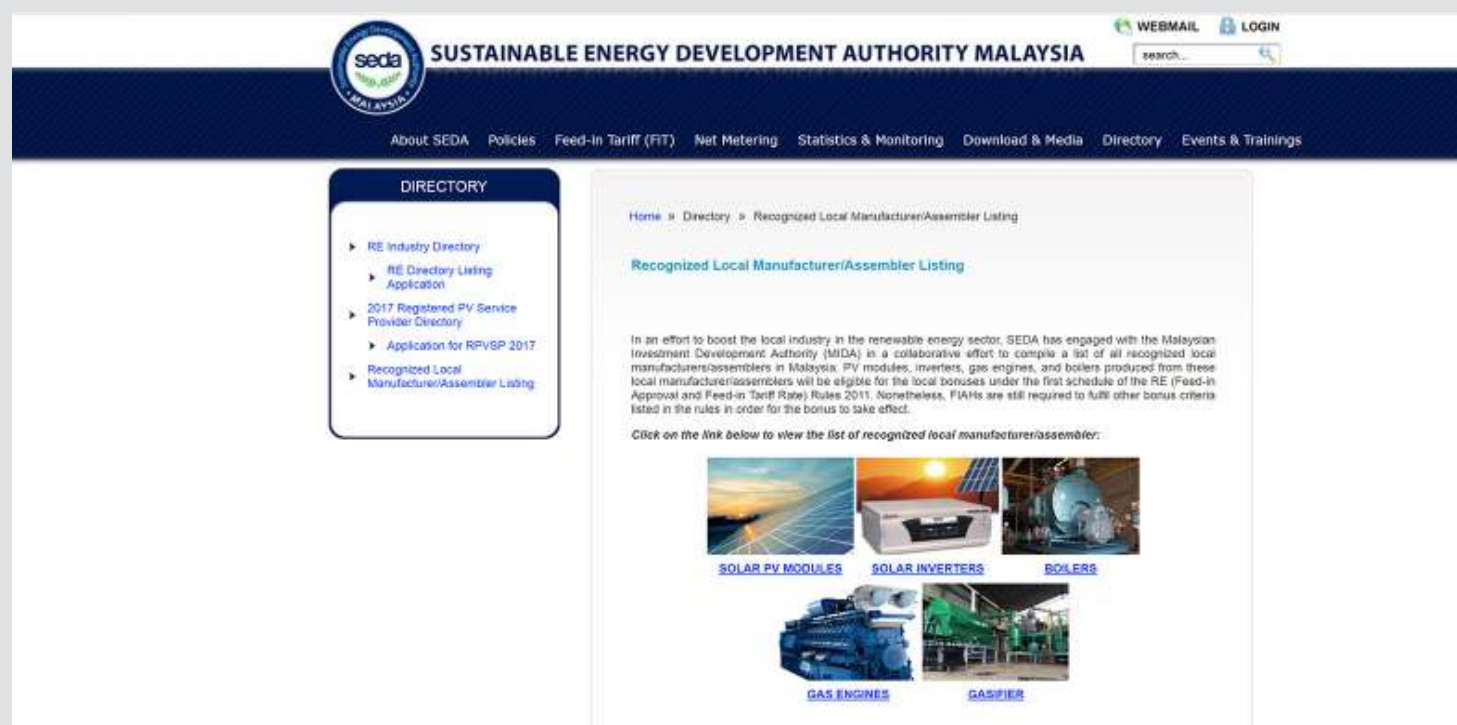 WEBMAIL LOGIN
seda
MALAYSIA
SUSTAINABLE ENERGY DEVELOPMENT AUTHORITY MALAYSIA
search...
About SEDA Policies Feed-in Tariff (FiT) Net Metering Statistics & Monitoring Download & Media Directory Events & Trainings
DIRECTORY
RE Industry Directory
RE Directory Listing
Application
2017 Registered PV Service
Provider Directory
Application for RPVSP 2017
Recognized Local
Manufacturer/Assembler Listing
Home » Directory » Recognized Local Manufacturer/Assembler Listing
Recognized Local Manufacturer/Assembler Listing
In an effort to boost the local industry in the renewable energy sector, SEDA has engaged with the Malaysian
Investment Development Authority (MIDA) in a collaborative effort to compile a list of all recognized local
manufacturers/assemblers in Malaysia. PV modules, inverters, gas engines, and boilers produced from these
local manufacturer/assemblers will be eligible for the local bonuses under the first schedule of the RE (Feed-in
Approval and Feed-in Tariff Rate) Rules 2011. Nonetheless, FIAHs are still required to fulfil other bonus criteria
listed in the rules in order for the bonus to take effect.
Click on the link below to view the list of recognized local manufacturer/assembler:
SOLAR PV MODULES SOLAR INVERTERS BOILERS
GAS ENGINES GASIFIER